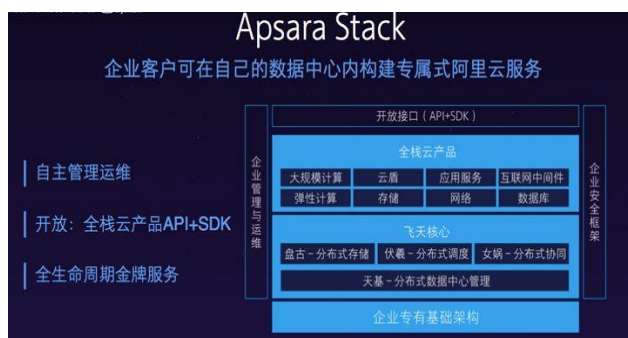 Apsara Stack
企业客户可在自己的数据中心内构建专属式阿里云服务
自主管理运维
开放：全栈云产品API+SDK
全生命周期金牌服务
企业管理与运维
开放接口（API+SDK）
全栈云产品
大规模计算 云盾 应用服务 互联网中间件
弹性计算 存储 网络 数据库
飞天核心
盘古－分布式存储 伏羲－分布式调度 女娲－分布式协同
天基－分布式数据中心管理
企业专有基础架构
企业安全框架